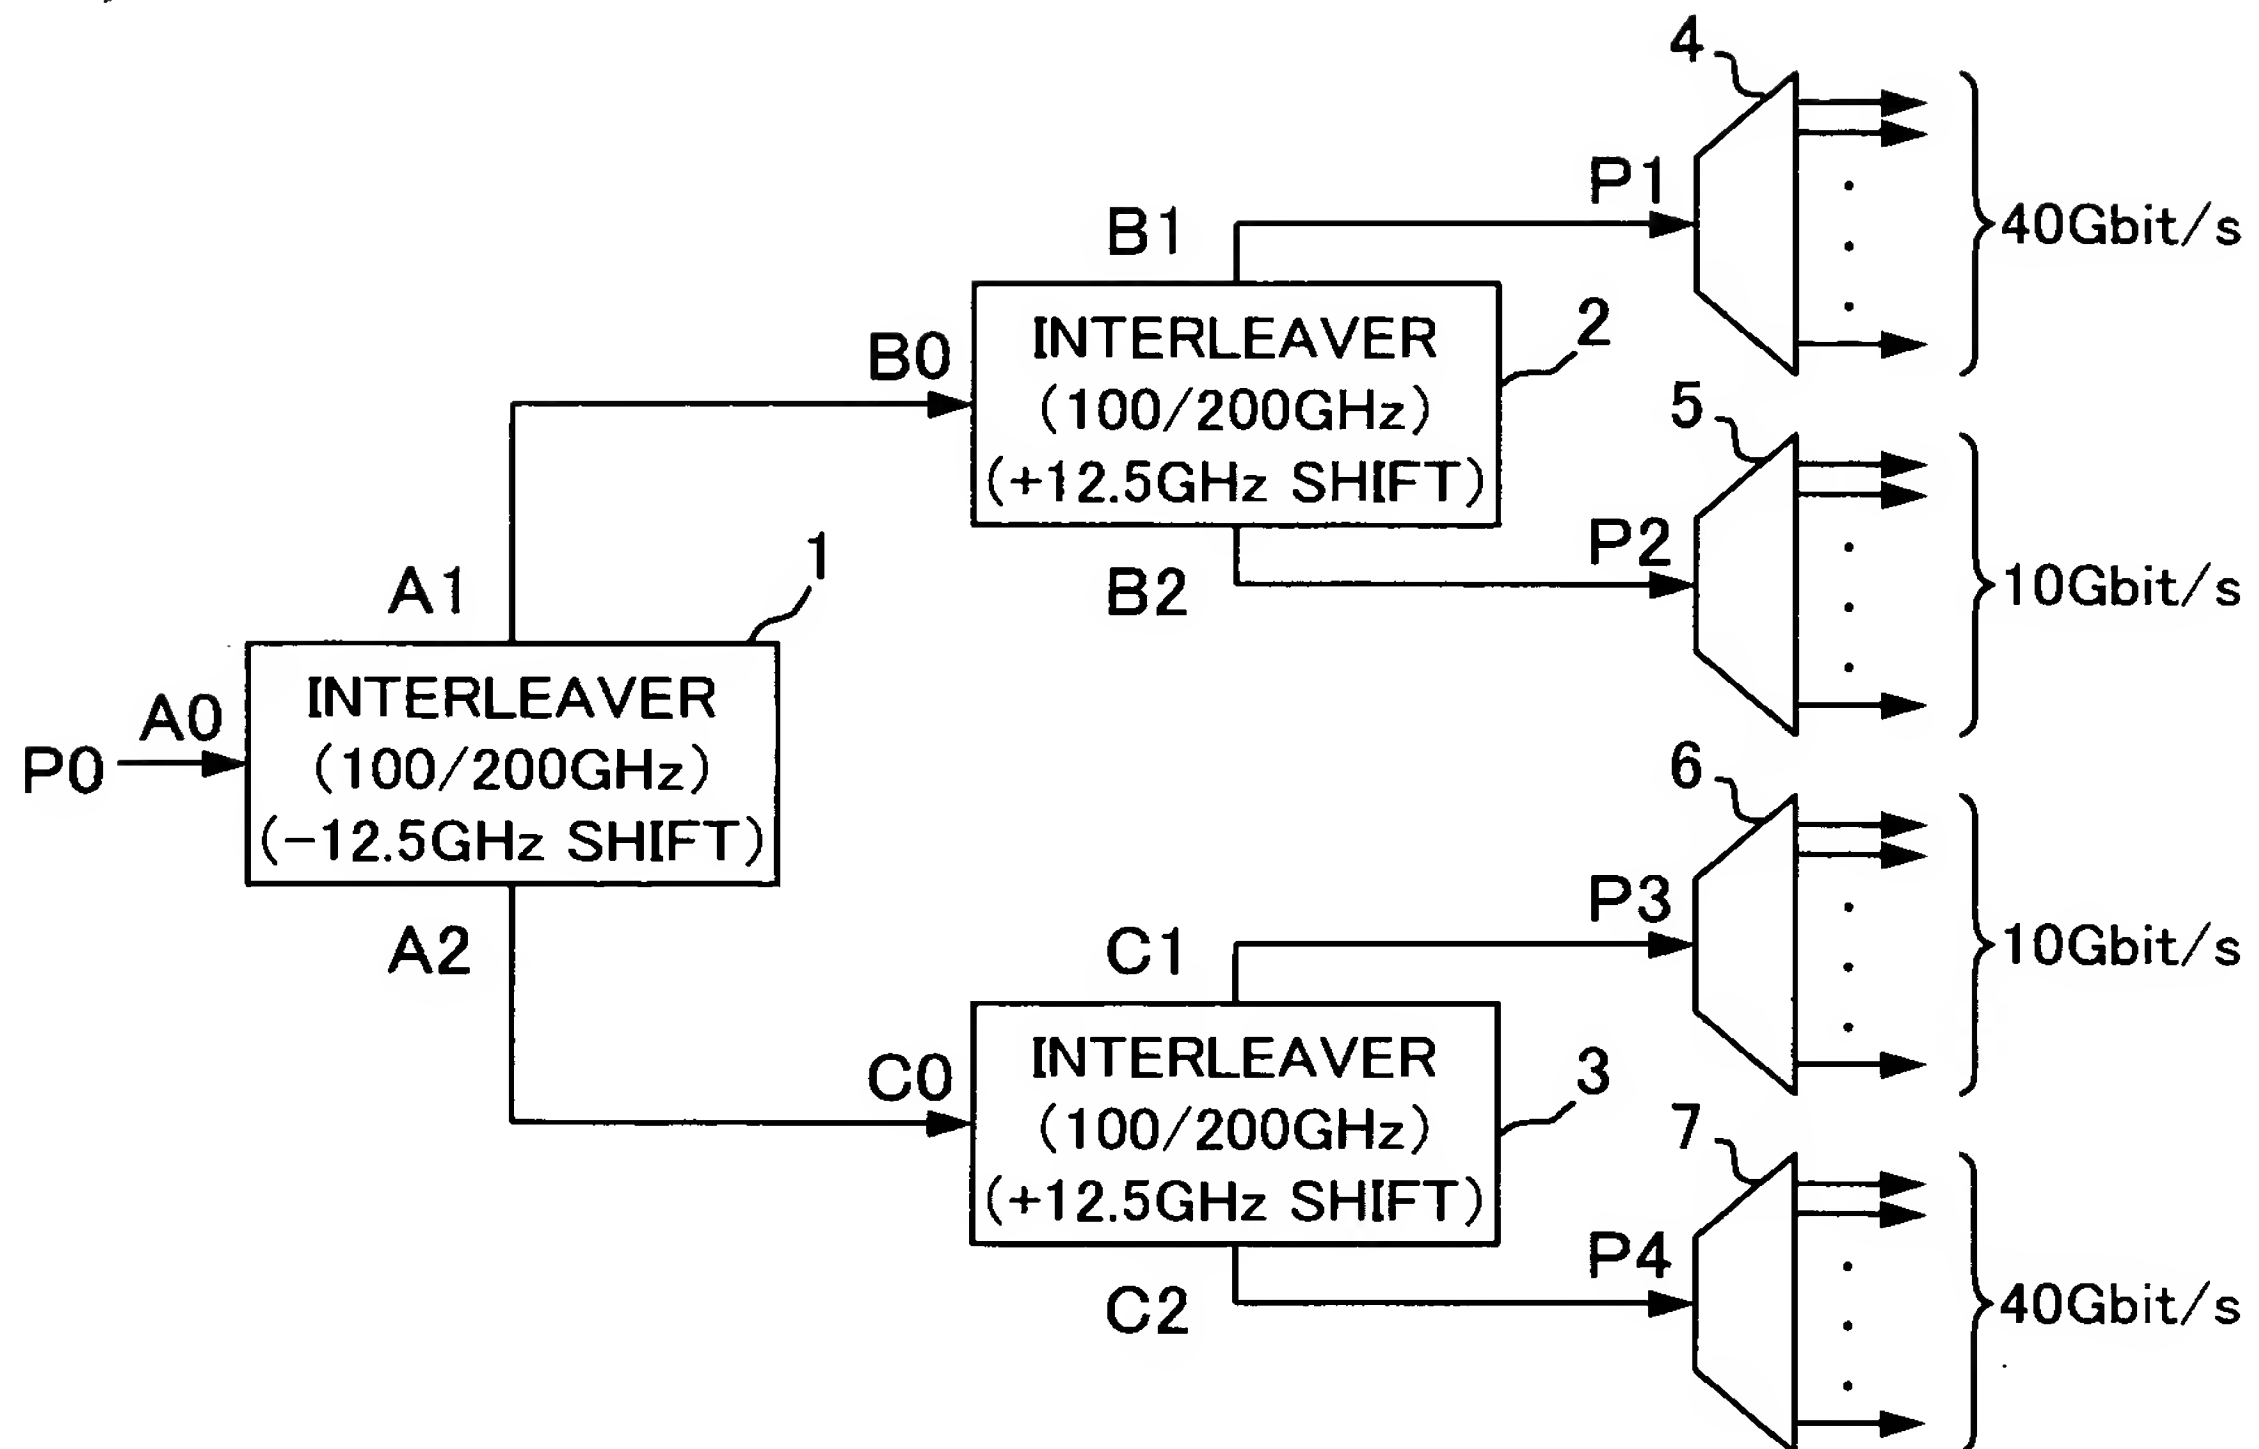 4
P1
B1
40Gbit/s
INTERLEAVER
(100/200GHz)
(+12.5GHz SHIFT)
2
B0
5
P2
B2
10Gbit/s
A1
1
INTERLEAVER
(100/200GHz)
(-12.5GHz SHIFT)
A0
P0
A2
6
P3
C1
10Gbit/s
C0
INTERLEAVER
(100/200GHz)
(+12.5GHz SHIFT)
3
7
P4
C2
40Gbit/s